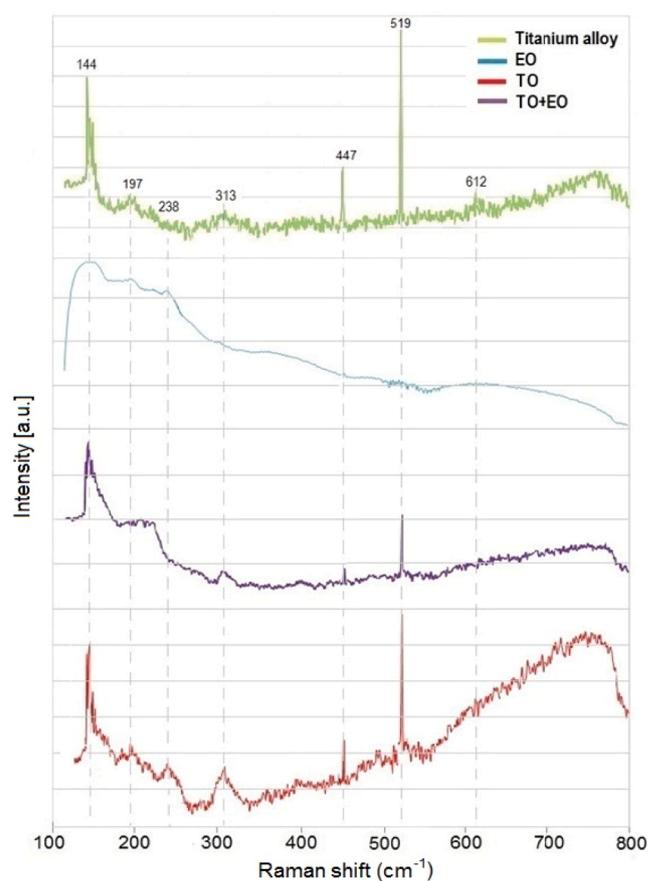 519
Titanium alloy
EO
TO
TO+EO
144
447
197
238
313
612
Intensity [a.u.]
100 200 300 400 500 600 700 800
Raman shift (cm⁻¹)